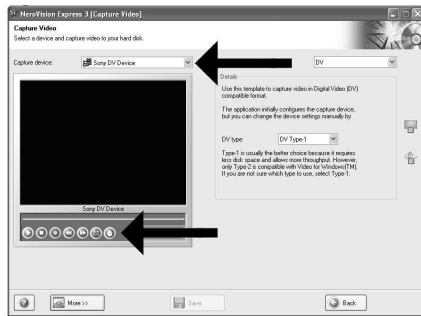 NeroVision Express 3 [Capture Video]
Capture Video
Select a device and capture video to your hard disk.
Capture device:
Sony DV Device
DV
Details
Use this template to capture video in Digital Video (DV)
compatible format.
The application initially configures the capture device,
but you can change the device settings manually by
DV type:
DV Type-1
Type-1 is usually the better choice because it requires
less disk space and allows more throughput. However,
only Type-2 is compatible with Video for Windows(TM).
If you are not sure which type to use, select Type-1.
Sony DV Device
More >>
Save
Back